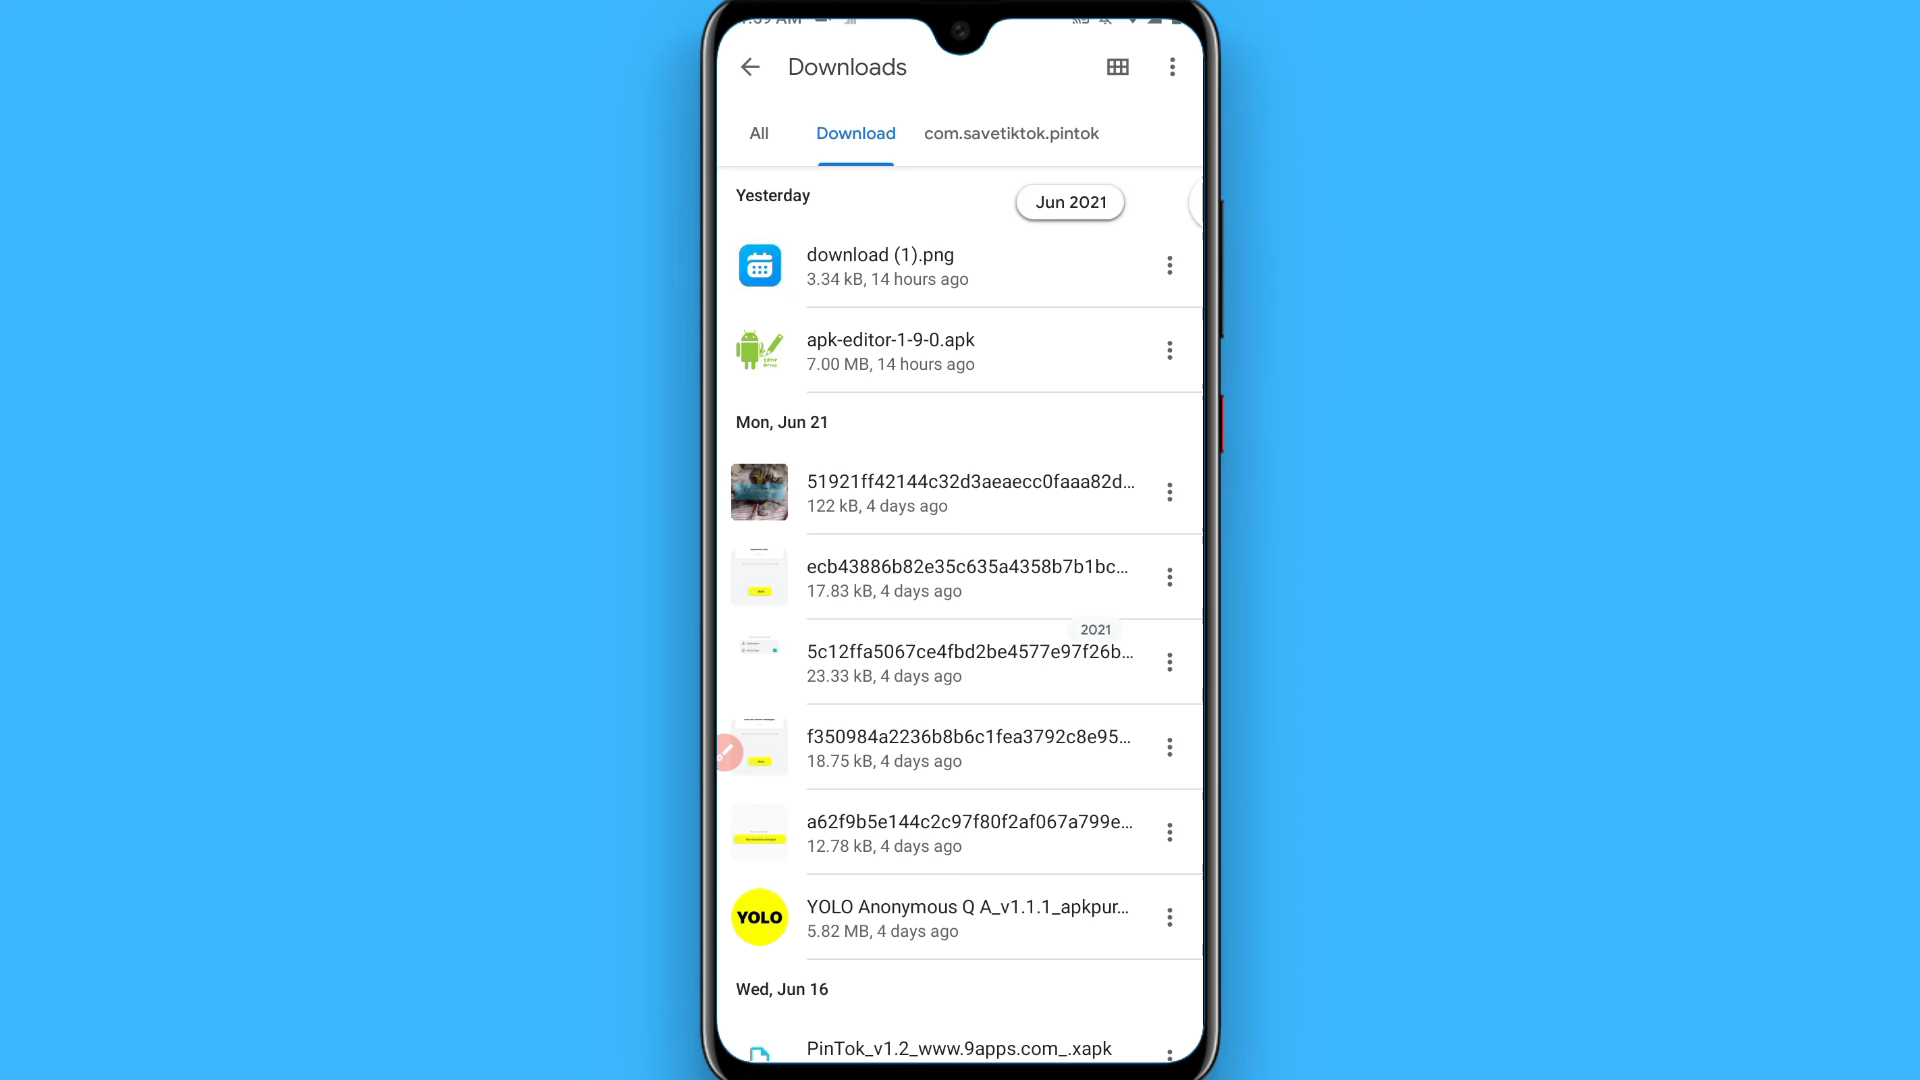 Downloads
All Download com.savetiktok.pintok
Yesterday
Jun 2021
download (1).png
3.34 kB, 14 hours ago
apk-editor-1-9-0.apk
7.00 MB, 14 hours ago
Mon, Jun 21
51921ff42144c32d3aeaecc0faaa82d...
122 kB, 4 days ago
ecb43886b82e35c635a4358b7b1bc...
17.83 kB, 4 days ago
2021
5c12ffa5067ce4fbd2be4577e97f26b...
23.33 kB, 4 days ago
f350984a2236b8b6c1fea3792c8e95...
18.75 kB, 4 days ago
a62f9b5e144c2c97f80f2af067a799e...
12.78 kB, 4 days ago
YOLO
YOLO Anonymous Q A_v1.1.1_apkpur...
5.82 MB, 4 days ago
Wed, Jun 16
PinTok_v1.2_www.9apps.com_.xapk